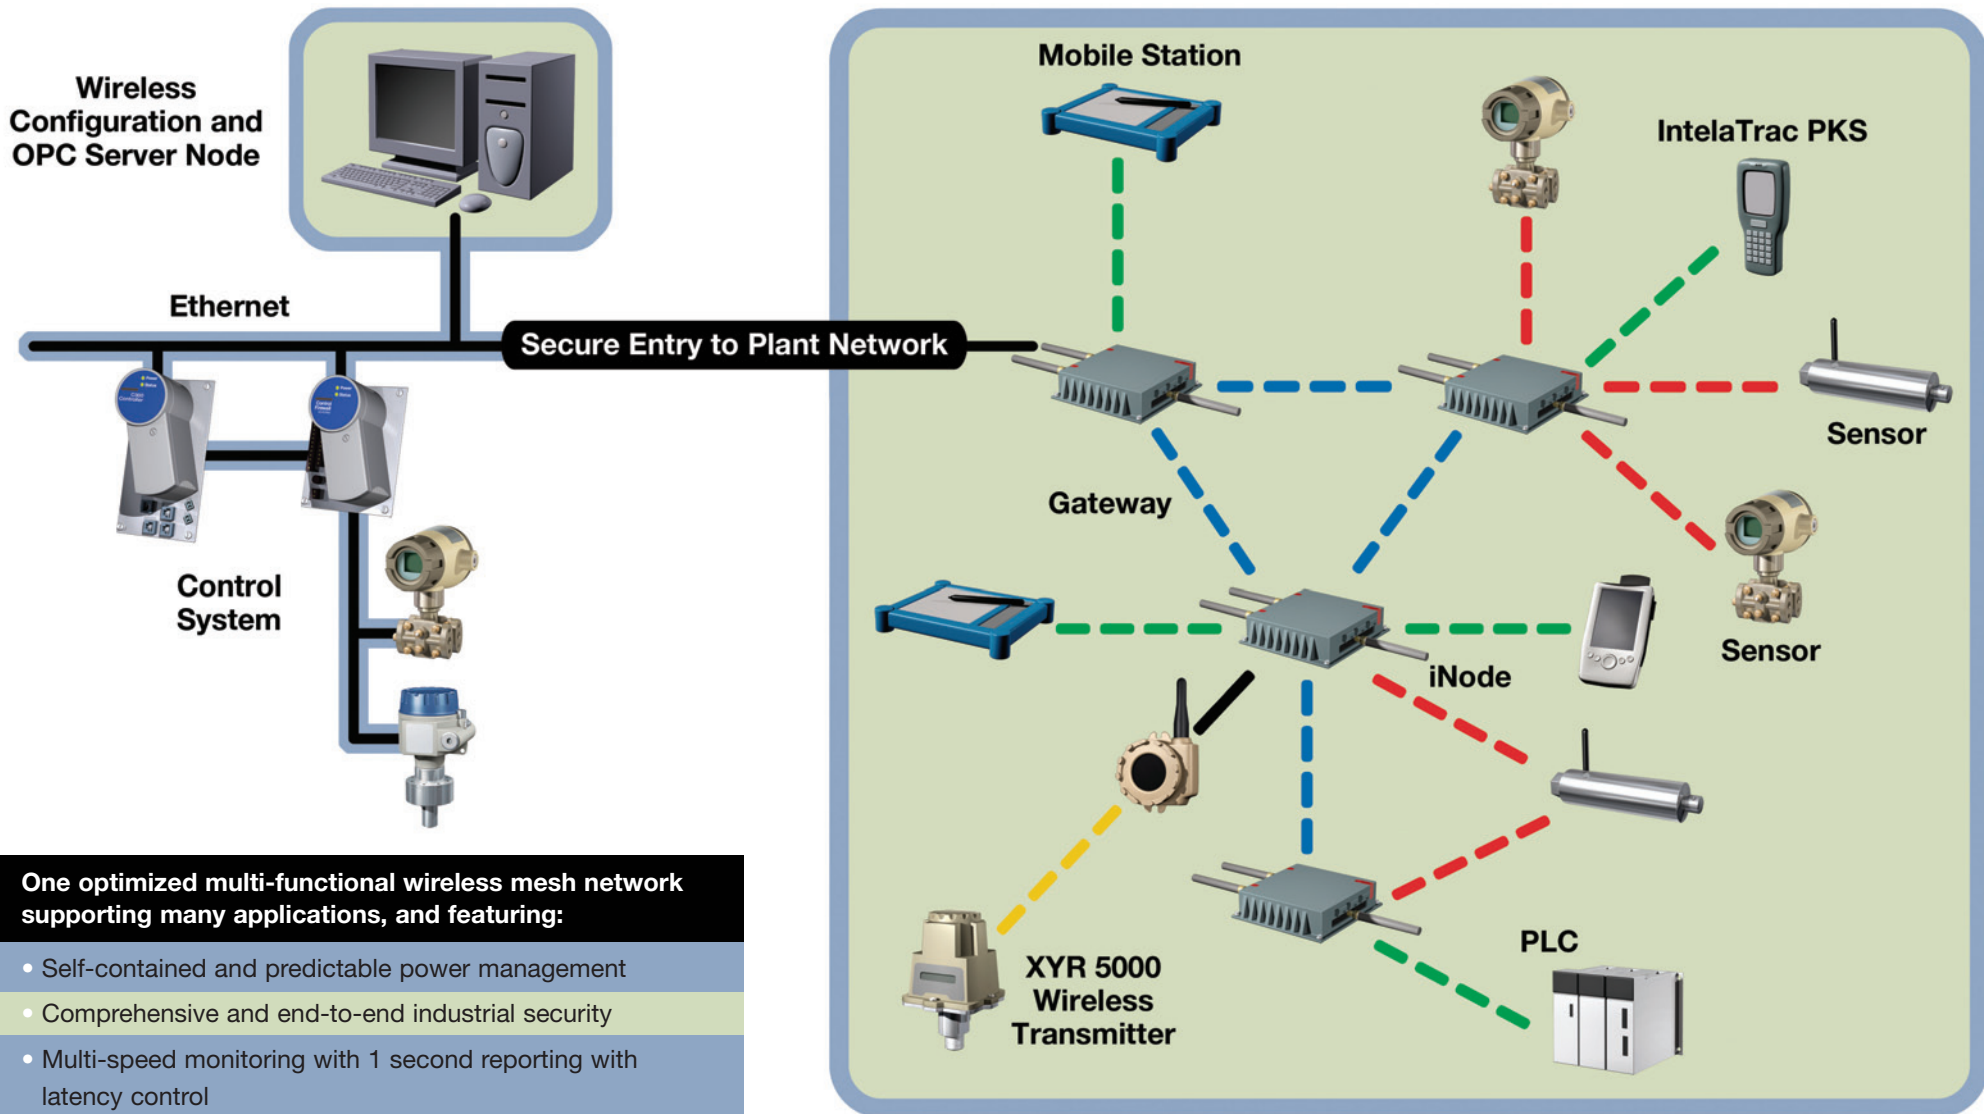 Wireless
Configuration and
OPC Server Node
Ethernet
Secure Entry to Plant Network
Control
System
Mobile Station
IntelaTrac PKS
Sensor
Gateway
Sensor
iNode
XYR 5000
Wireless
Transmitter
PLC
One optimized multi-functional wireless mesh network
supporting many applications, and featuring:
• Self-contained and predictable power management
• Comprehensive and end-to-end industrial security
• Multi-speed monitoring with 1 second reporting with
latency control